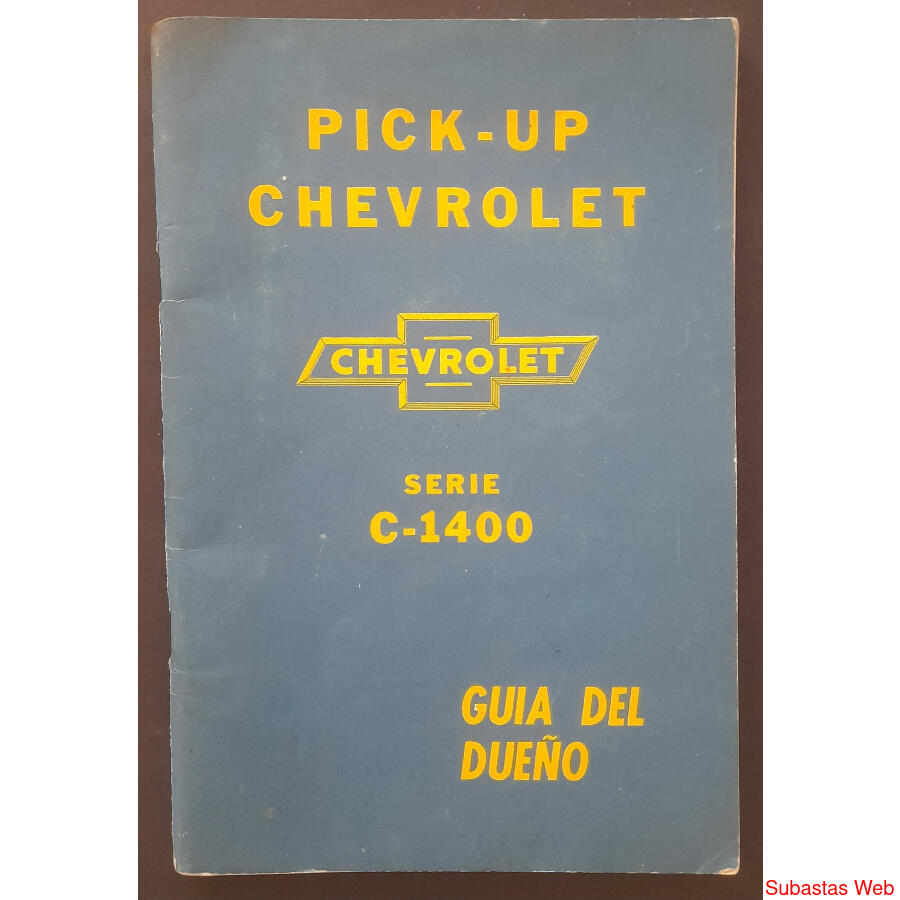 PICK-UP
CHEVROLET
CHEVROLET
SERIE
C-1400
GUIA DEL
DUEÑO
Subastas Web